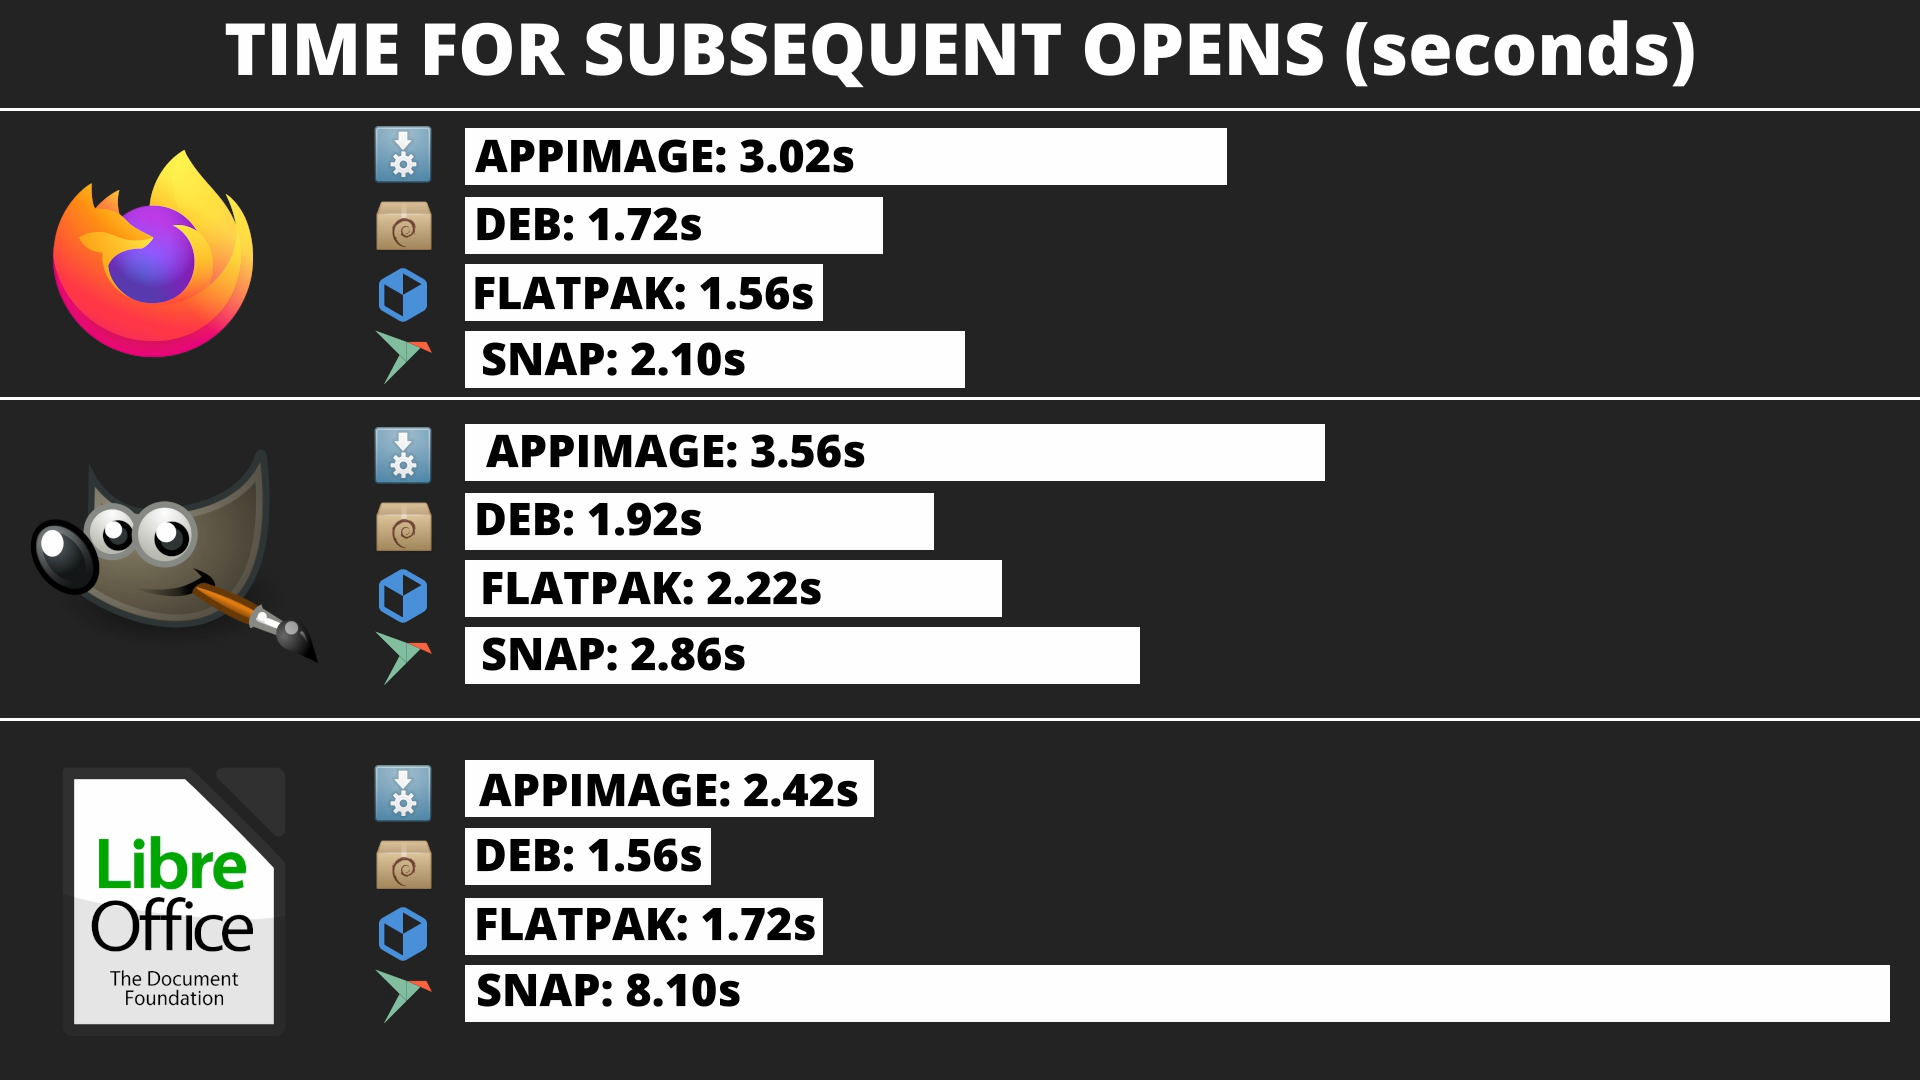 TIME FOR SUBSEQUENT OPENS (seconds)
APPIMAGE: 3.02s
DEB: 1.72s
FLATPAK: 1.56s
SNAP: 2.10s
APPIMAGE: 3.56s
DEB: 1.92s
FLATPAK: 2.22s
SNAP: 2.86s
Libre
Office
The Document
Foundation
APPIMAGE: 2.42s
DEB: 1.56s
FLATPAK: 1.72s
SNAP: 8.10s